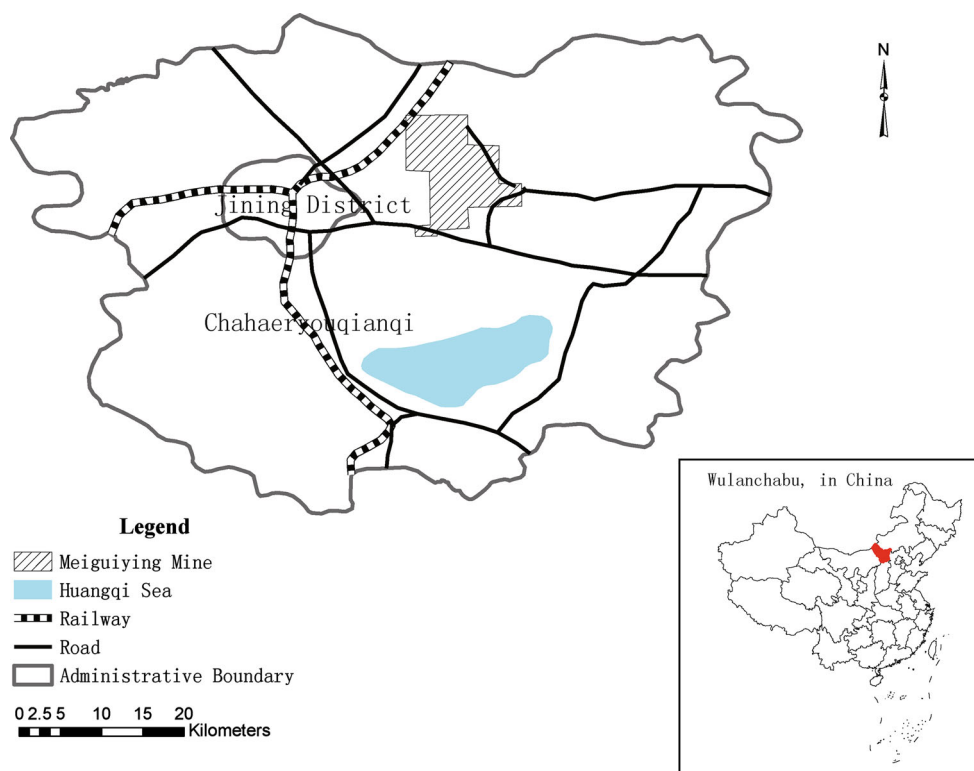 N
Jining District
Chahaeryouqianqi
Legend
Meiguiying Mine
Huangqi Sea
Railway
Road
Administrative Boundary
0 2.5 5 10 15 20
Kilometers
Wulanchabu, in China